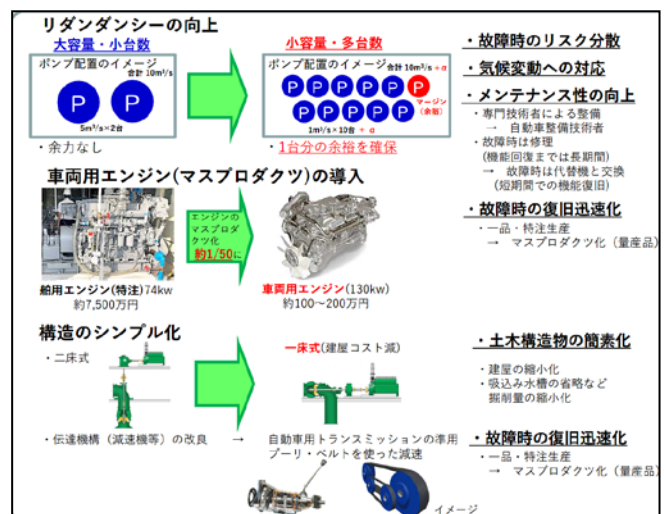 リダンダンシーの向上
大容量・小台数
ポンプ配置のイメージ
合計 10m³/s
P P
5m³/s×2台
・余力なし
小容量・多台数
ポンプ配置のイメージ
合計 10m³/s +α
P P P P P P
P P P P P
マージン
(余裕)
1m³/s×10台 + α
・1台分の余裕を確保
・故障時のリスク分散
・気候変動への対応
・メンテナンス性の向上
・専門技術者による整備
→ 自動車整備技術者
・故障時は修理
(機能回復までは長期間)
→ 故障時は代替機と交換
(短期間での機能復旧)
車両用エンジン(マスプロダクツ)の導入
エンジンの
マスプロダ
クツ化
約1/50に
舶用エンジン(特注)74kw
約7,500万円
車両用エンジン(130kw)
約100～200万円
・故障時の復旧迅速化
・一品・特注生産
→ マスプロダクツ化(量産品)
構造のシンプル化
・二床式
一床式(建屋コスト減)
・伝達機構(減速機等)の改良 → 自動車用トランスミッションの準用
プーリ・ベルトを使った減速
イメージ
・土木構造物の簡素化
・建屋の縮小化
・吸込み水槽の省略など
掘削量の縮小化
・故障時の復旧迅速化
・一品・特注生産
→ マスプロダクツ化(量産品)